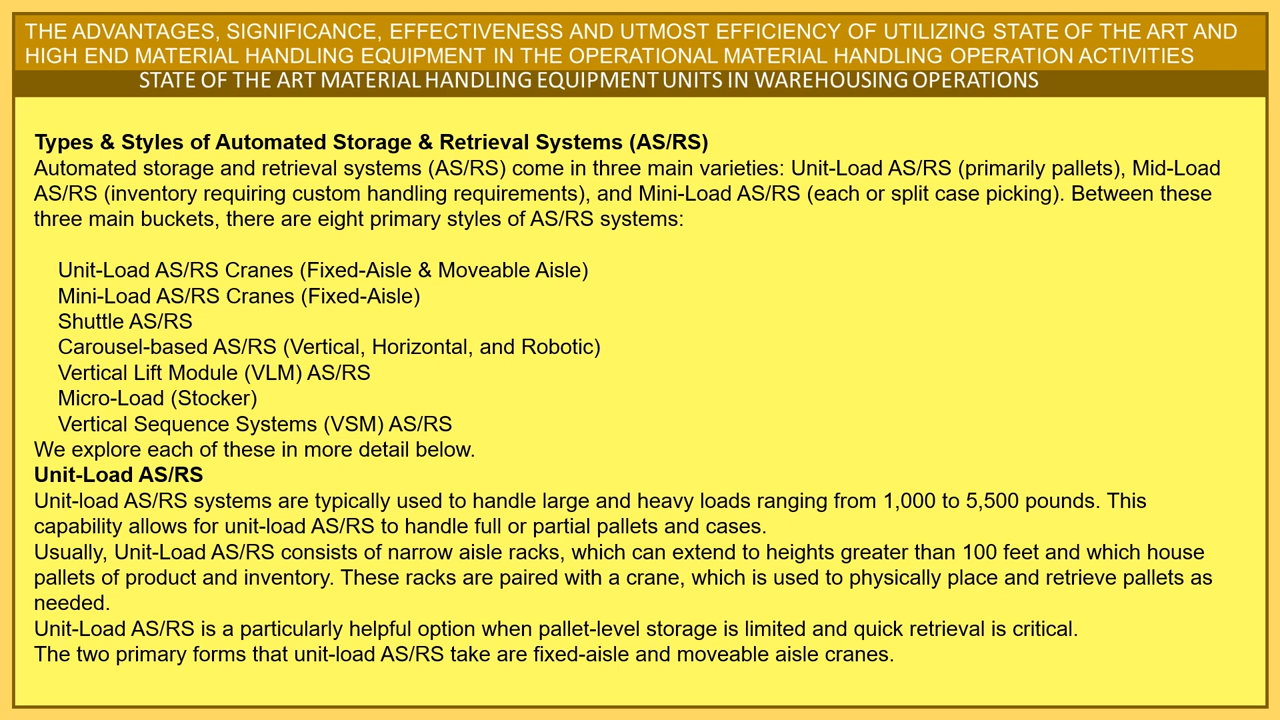 THE ADVANTAGES, SIGNIFICANCE, EFFECTIVENESS AND UTMOST EFFICIENCY OF UTILIZING STATE OF THE ART AND
HIGH END MATERIAL HANDLING EQUIPMENT IN THE OPERATIONAL MATERIAL HANDLING OPERATION ACTIVITIES
STATE OF THE ART MATERIAL HANDLING EQUIPMENT UNITS IN WAREHOUSING OPERATIONS
Types & Styles of Automated Storage & Retrieval Systems (AS/RS)
Automated storage and retrieval systems (AS/RS) come in three main varieties: Unit-Load AS/RS (primarily pallets), Mid-Load
AS/RS (inventory requiring custom handling requirements), and Mini-Load AS/RS (each or split case picking). Between these
three main buckets, there are eight primary styles of AS/RS systems:
Unit-Load AS/RS Cranes (Fixed-Aisle & Moveable Aisle)
Mini-Load AS/RS Cranes (Fixed-Aisle)
Shuttle AS/RS
Carousel-based AS/RS (Vertical, Horizontal, and Robotic)
Vertical Lift Module (VLM) AS/RS
Micro-Load (Stocker)
Vertical Sequence Systems (VSM) AS/RS
We explore each of these in more detail below.
Unit-Load AS/RS
Unit-load AS/RS systems are typically used to handle large and heavy loads ranging from 1,000 to 5,500 pounds. This
capability allows for unit-load AS/RS to handle full or partial pallets and cases.
Usually, Unit-Load AS/RS consists of narrow aisle racks, which can extend to heights greater than 100 feet and which house
pallets of product and inventory. These racks are paired with a crane, which is used to physically place and retrieve pallets as
needed.
Unit-Load AS/RS is a particularly helpful option when pallet-level storage is limited and quick retrieval is critical.
The two primary forms that unit-load AS/RS take are fixed-aisle and moveable aisle cranes.